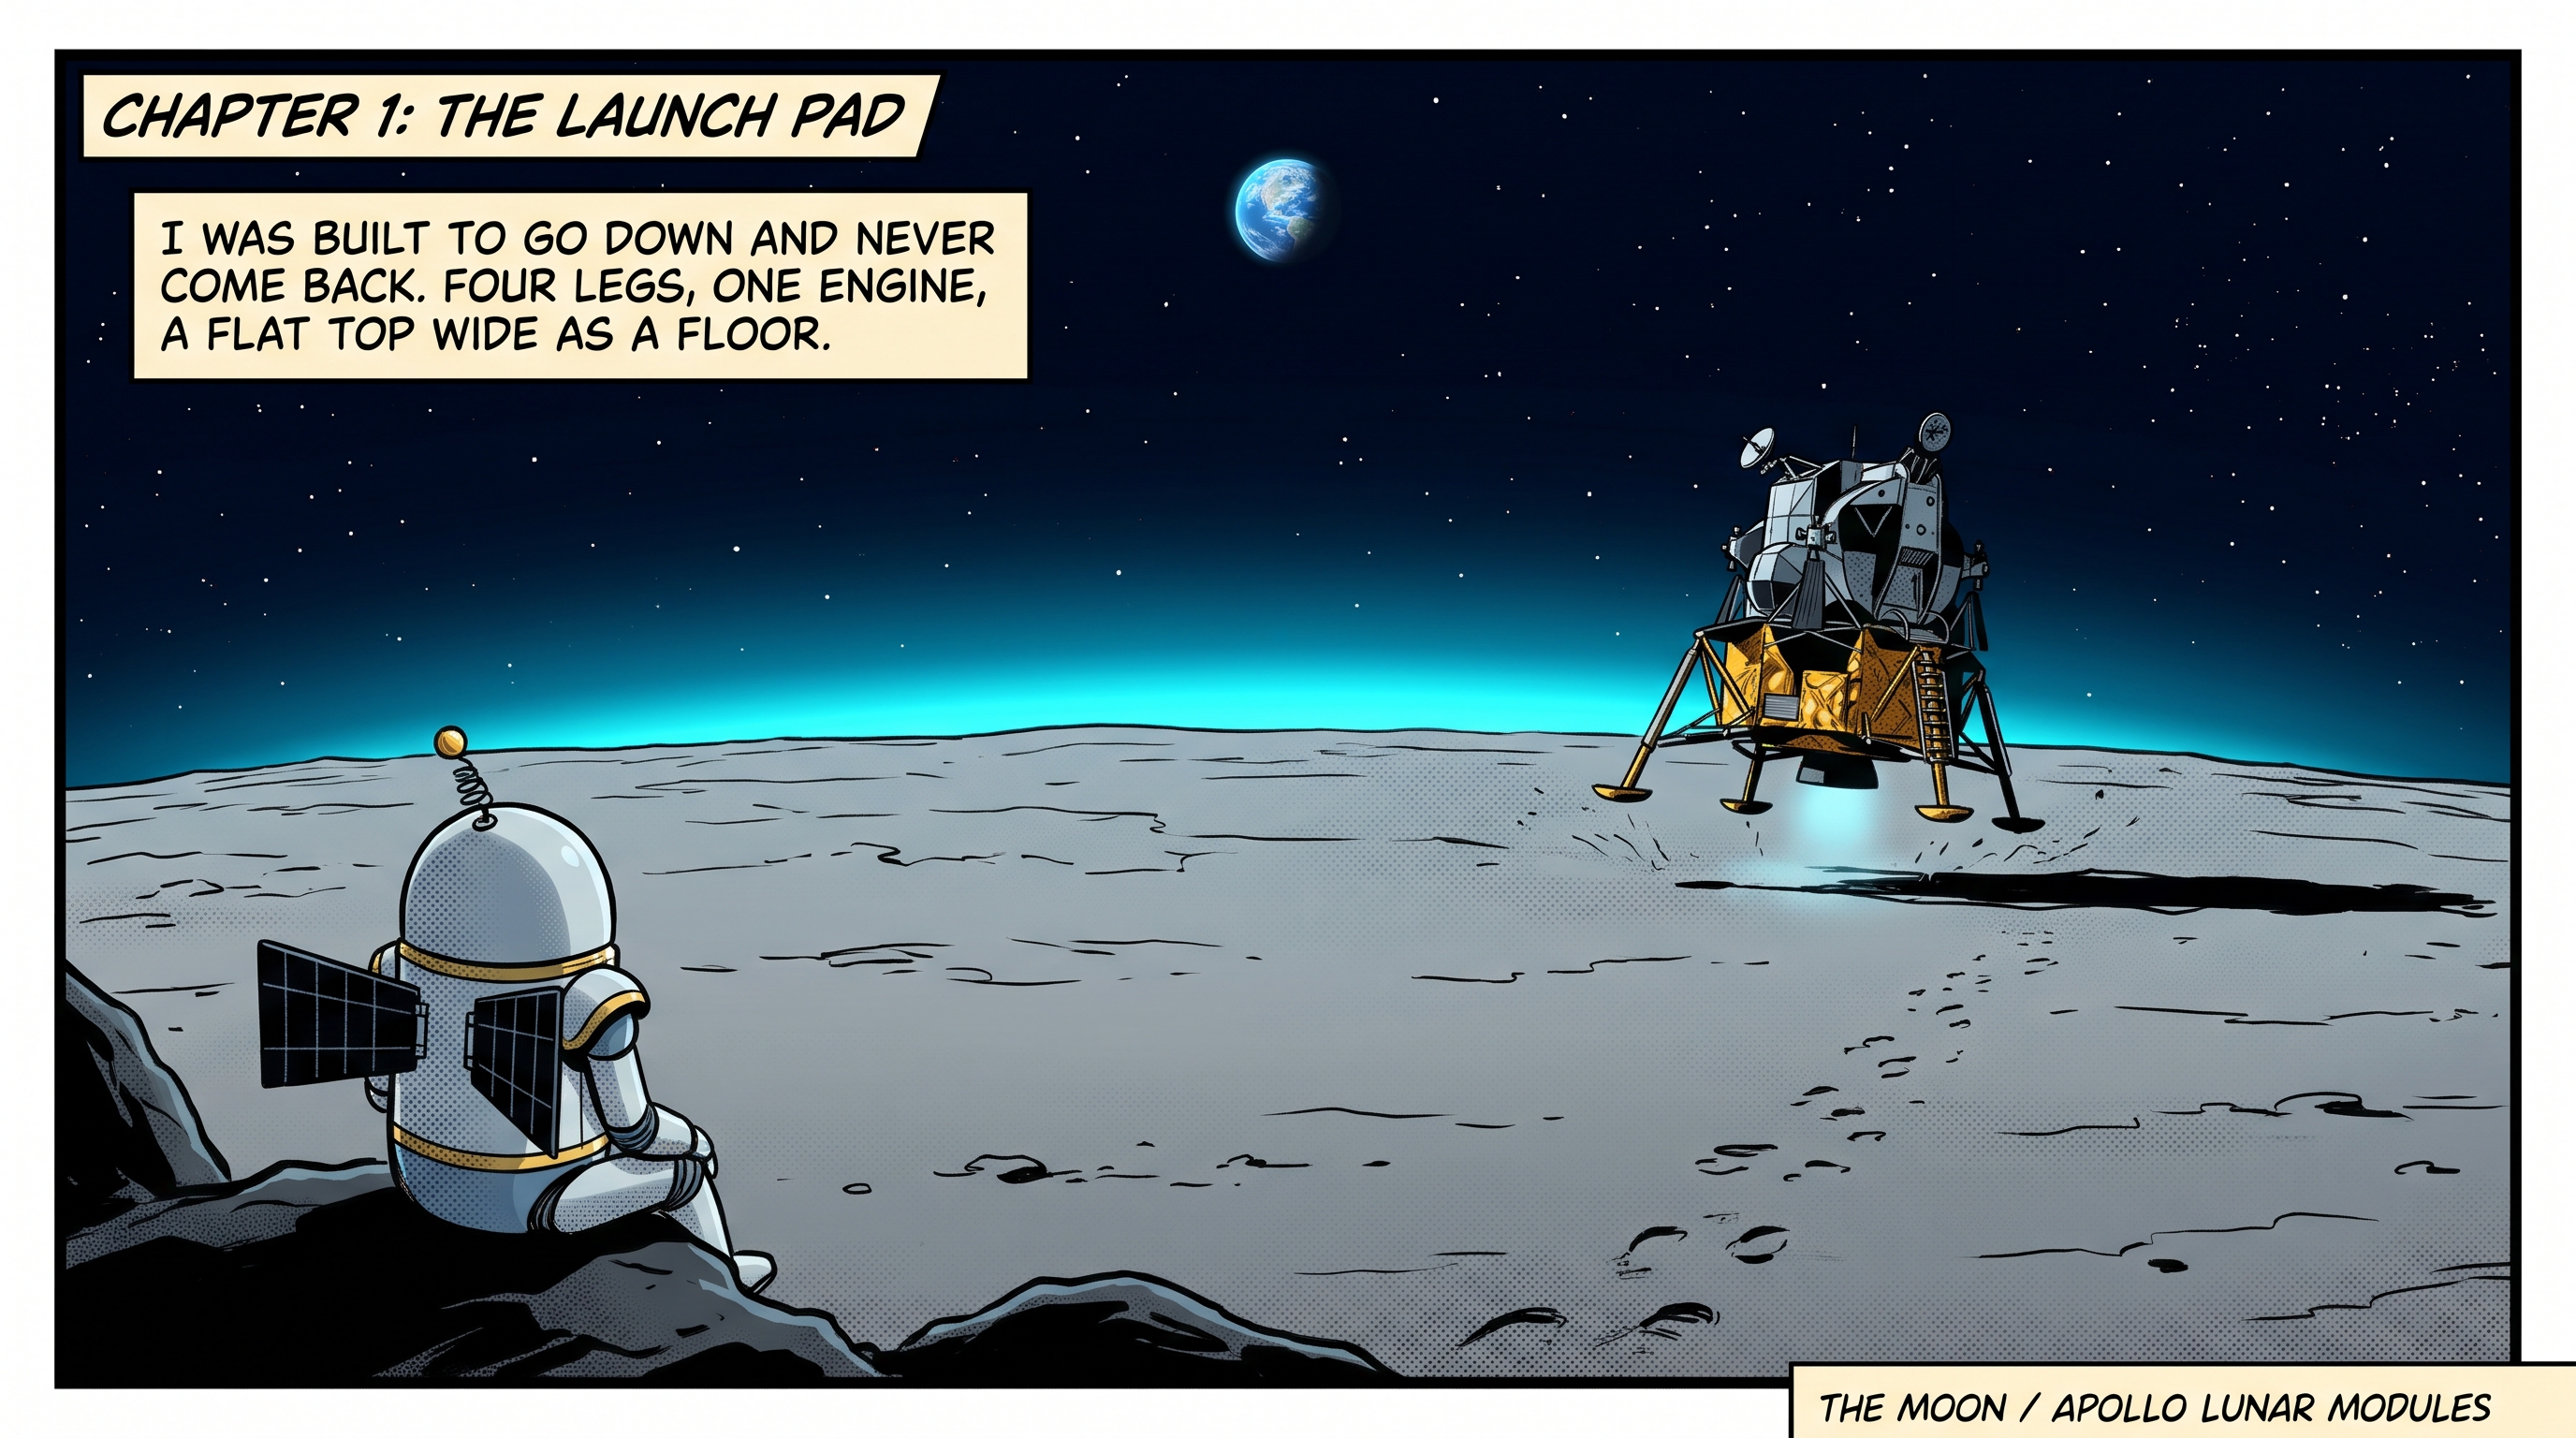 CHAPTER 1: THE LAUNCH PAD
I WAS BUILT TO GO DOWN AND NEVER
COME BACK. FOUR LEGS, ONE ENGINE,
A FLAT TOP WIDE AS A FLOOR.
THE MOON / APOLLO LUNAR MODULES